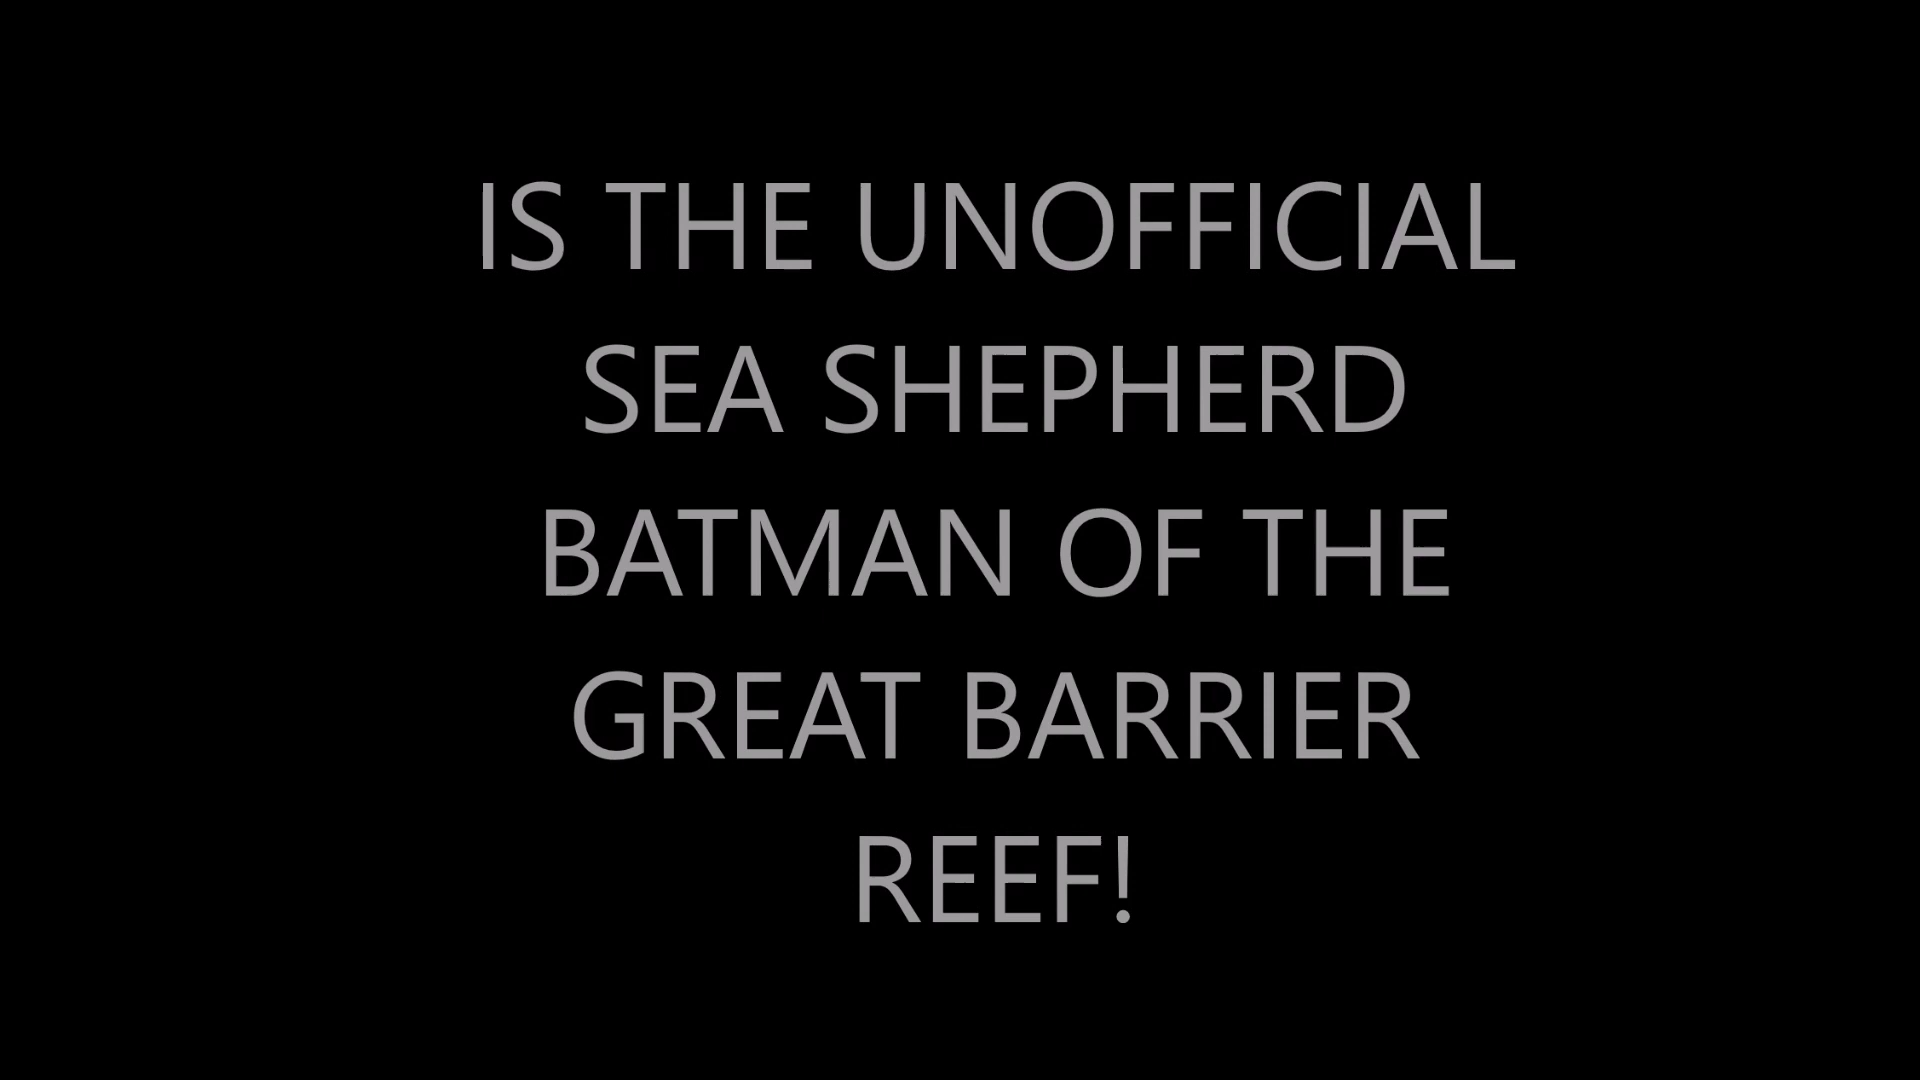 IS THE UNOFFICIAL
SEA SHEPHERD
BATMAN OF THE
GREAT BARRIER
REEF!